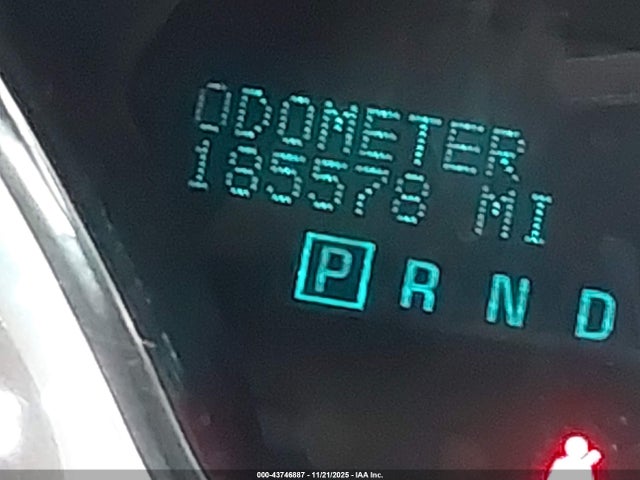 ODOMETER
185578 MI
P R N D
000-43746887 - 11/21/2025 - IAA Inc.